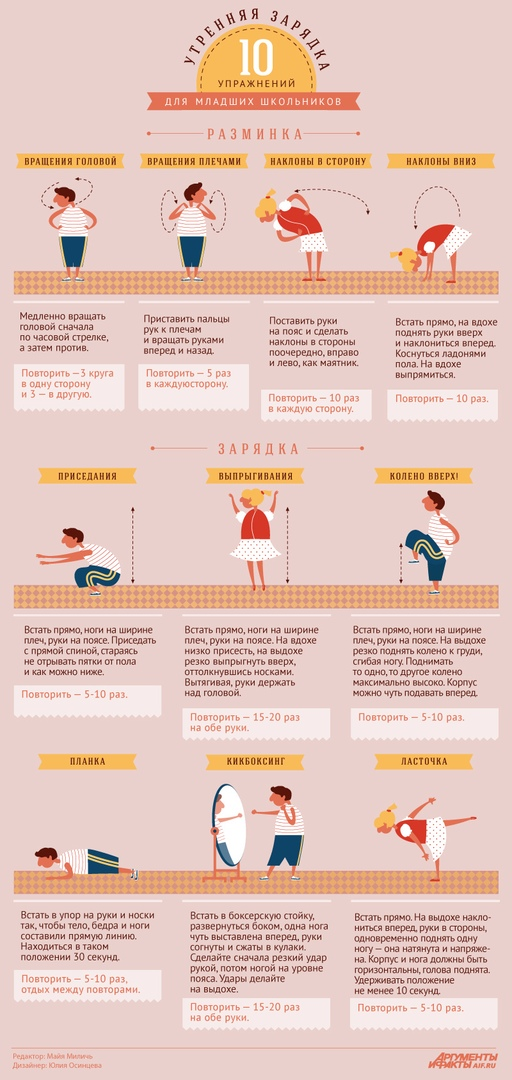 УТРЕННЯЯ ЗАРЯДКА
10
УПРАЖНЕНИЙ
ДЛЯ МЛАДШИХ ШКОЛЬНИКОВ
РАЗМИНКА
ВРАЩЕНИЯ ГОЛОВОЙ
Медленно вращать
головой сначала
по часовой стрелке,
а затем против.
Повторить —3 круга
в одну сторону
и 3 — в другую.
ВРАЩЕНИЯ ПЛЕЧАМИ
Приставить пальцы
рук к плечам
и вращать руками
вперед и назад.
Повторить — 5 раз
в каждуюсторону.
НАКЛОНЫ В СТОРОНУ
Поставить руки
на пояс и сделать
наклоны в стороны
поочередно, вправо
и лево, как маятник.
Повторить — 10 раз
в каждую сторону.
НАКЛОНЫ ВНИЗ
Встать прямо, на вдохе
поднять руки вверх
и наклониться вперед.
Коснуться ладонями
пола. На вдохе
выпрямиться.
Повторить — 10 раз.
ЗАРЯДКА
ПРИСЕДАНИЯ
Встать прямо, ноги на ширине
плеч, руки на поясе. Приседать
с прямой спиной, стараясь
не отрывать пятки от пола
и как можно ниже.
Повторить — 5-10 раз.
ВЫПРЫГИВАНИЯ
Встать прямо, ноги на ширине
плеч, руки на поясе. На вдохе
низко присесть, на выдохе
резко выпрыгнуть вверх,
оттолкнувшись носками.
Вытягивая, руки держать
над головой.
Повторить — 15-20 раз
на обе руки.
КОЛЕНО ВВЕРХ!
Встать прямо, ноги на ширине
плеч, руки на поясе. На выдохе
резко поднять колено к груди,
сгибая ногу. Поднимать
то одно, то другое колено
максимально высоко. Корпус
можно чуть подавать вперед.
Повторить — 5-10 раз.
ПЛАНКА
Встать в упор на руки и носки
так, чтобы тело, бедра и ноги
составили прямую линию.
Находиться в таком
положении 30 секунд.
Повторить — 5-10 раз,
отдых между повторами.
КИКБОКСИНГ
Встать в боксерскую стойку,
развернуться боком, одна нога
чуть выставлена вперед, руки
согнуты и сжаты в кулаки.
Сделайте сначала резкий удар
рукой, потом ногой на уровне
пояса. Удары делайте
на выдохе.
Повторить — 15-20 раз
на обе руки.
ЛАСТОЧКА
Встать прямо. На выдохе накло-
ниться вперед, руки в стороны,
одновременно поднять одну
ногу — она натянута и напряже-
на. Корпус и нога должны быть
горизонтальны, голова поднята.
Удерживать положение
не менее 10 секунд.
Повторить — 5-10 раз.
Редактор: Майя Миличь
Дизайнер: Юлия Осинцева
АРГУМЕНТЫ
И ФАКТЫ AIF.RU